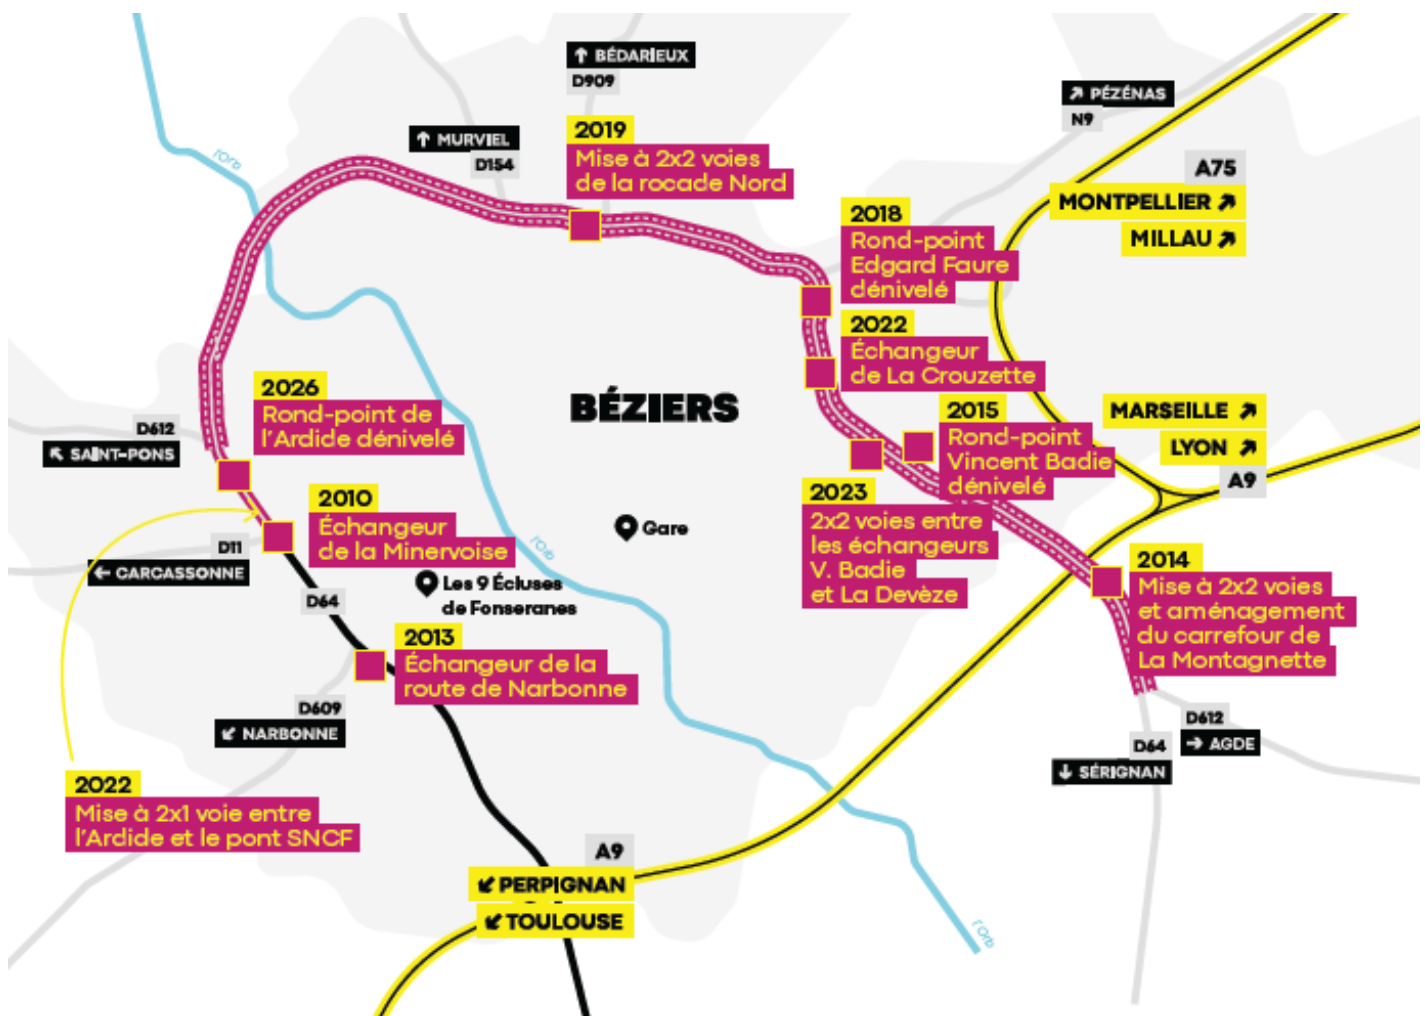 ↑ BÉDARIEUX
D909
↗ PÉZÉNAS
N9
↑ MURVIEL
D154
2019
Mise à 2x2 voies
de la rocade Nord
l'Orb
A75
MONTPELLIER ↗
MILLAU ↗
2018
Rond-point
Edgard Faure
dénivelé
2022
Échangeur
de La Crouzette
2026
Rond-point de
l'Ardide dénivelé
BÉZIERS
2015
Rond-point
Vincent Badie
dénivelé
MARSEILLE ↗
LYON ↗
A9
D612
↖ SAINT-PONS
2010
Échangeur
de la Minervoise
2023
2x2 voies entre
les échangeurs
V. Badie
et La Devèze
Gare
l'Orb
D11
← CARCASSONNE
Les 9 Écluses
de Fonseranes
D64
2014
Mise à 2x2 voies
et aménagement
du carrefour de
La Montagnette
2013
Échangeur de la
route de Narbonne
D609
↙ NARBONNE
D612
→ AGDE
D64
↓ SÉRIGNAN
2022
Mise à 2x1 voie entre
l'Ardide et le pont SNCF
A9
↙ PERPIGNAN
↙ TOULOUSE
l'Orb